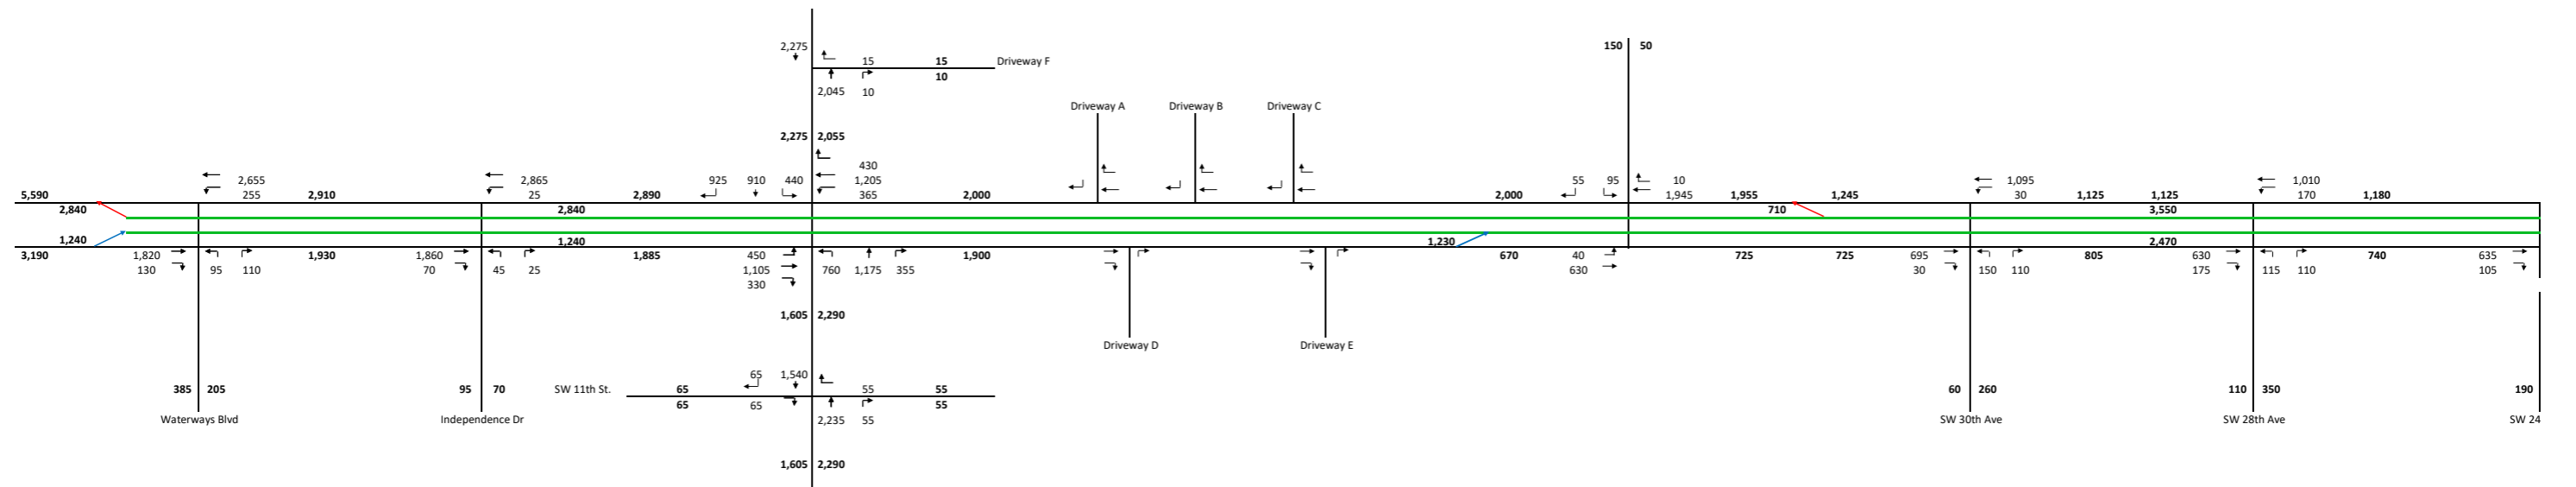 2,275
150 50
15 15 Driveway F
10
2,045 10
Driveway A Driveway B Driveway C
2,275 2,055
430
2,655 2,865 925 910 440 1,205 55 95 10 1,095 1,010
5,590 255 2,910 25 2,890 365 2,000 2,000 1,945 1,955 1,245 30 1,125 1,125 170 1,180
2,840 2,840 710 3,550
1,240 1,240 1,230 2,470
3,190 1,820 1,930 1,860 1,885 450 1,900 670 40 725 725 695 805 630 740 635
130 95 110 70 45 25 1,105 760 1,175 355 630 30 150 110 175 115 110 105
330
1,605 2,290
Driveway D Driveway E
65 1,540
385 205 95 70 SW 11th St. 65 55 55 60 260 110 350 190
65 65 55
Waterways Blvd Independence Dr 2,235 55 SW 30th Ave SW 28th Ave SW 24
1,605 2,290